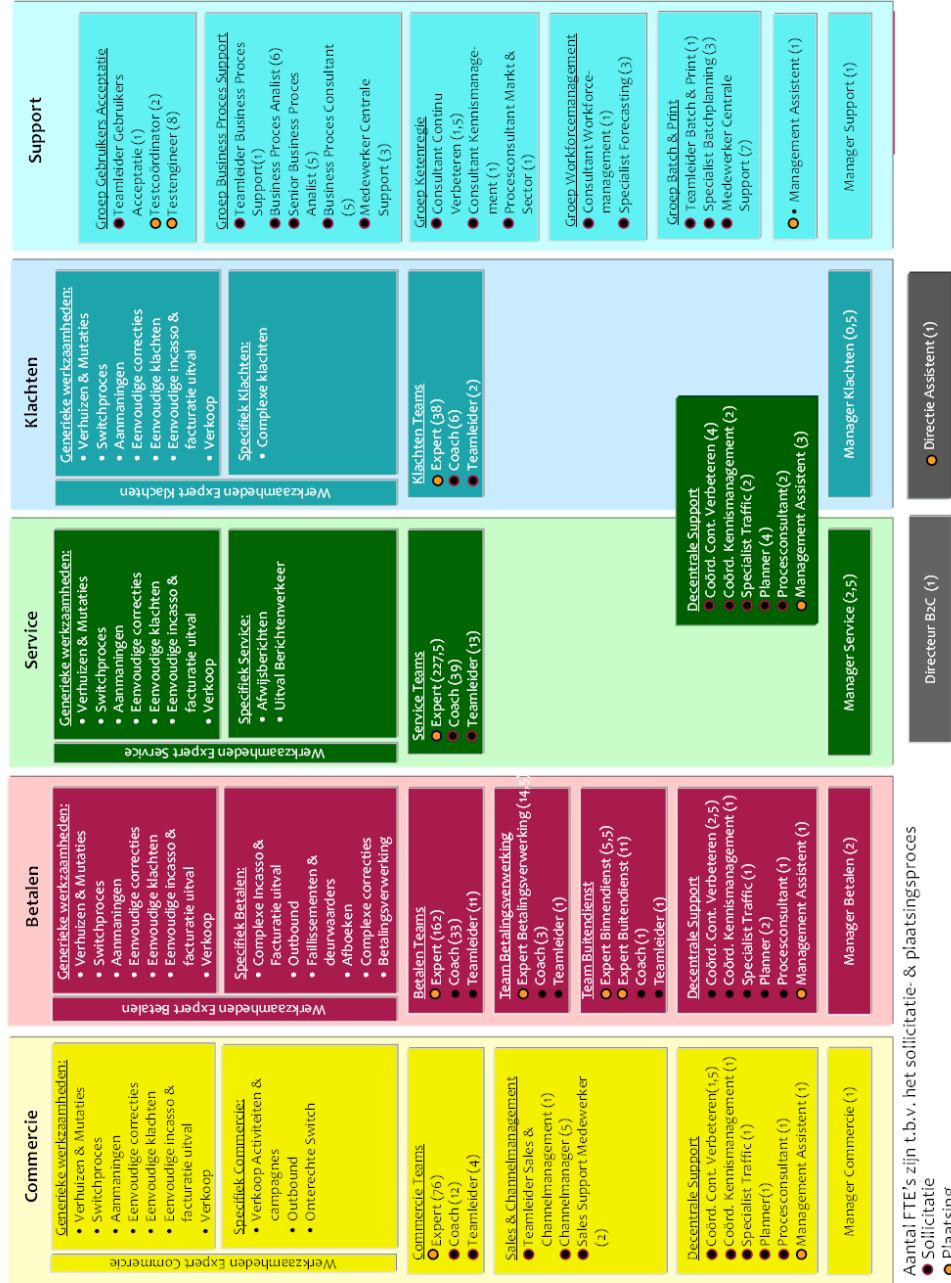 Commercie
Generieke werkzaamheden:
• Verhuizen & Mutaties
• Switchproces
• Aanmaningen
• Eenvoudige correcties
• Eenvoudige klachten
• Eenvoudige incasso &
facturatie uitval
• Verkoop
Werkzaamheden Expert Commercie
Specifiek Commercie:
• Verkoop Activiteiten &
campagnes
• Outbound
• Onterechte Switch
Commercie Teams
Expert (76)
Coach (12)
Teamleider (4)
Sales & Channelmanagement
Teamleider Sales &
Channelmanagement (1)
Channelmanager (5)
Sales Support Medewerker
(2)
Decentrale Support
Coörd. Cont. Verbeteren(1,5)
Coörd. Kennismanagement (1)
Specialist Traffic (1)
Planner(1)
Procesconsultant (1)
Management Assistent (1)
Manager Commercie (1)
Betalen
Generieke werkzaamheden:
• Verhuizen & Mutaties
• Switchproces
• Aanmaningen
• Eenvoudige correcties
• Eenvoudige klachten
• Eenvoudige incasso &
facturatie uitval
• Verkoop
Werkzaamheden Expert Betalen
Specifiek Betalen:
• Complexe Incasso &
Facturatie uitval
• Outbound
• Faillissementen &
deurwaarders
• Afboeken
• Complexe correcties
• Betalingsverwerking
Betalen Teams
Expert (162)
Coach (33)
Teamleider (11)
Team Betalingsverwerking
Expert Betalingsverwerking (14,5)
Coach (3)
Teamleider (1)
Team Buitendienst
Expert Binnendienst (5,5)
Expert Buitendienst (11)
Coach (1)
Teamleider (1)
Decentrale Support
Coörd. Cont. Verbeteren (2,5)
Coörd. Kennismanagement (1)
Specialist Traffic (1)
Planner (2)
Procesconsultant (1)
Management Assistent (1)
Manager Betalen (2)
Service
Generieke werkzaamheden:
• Verhuizen & Mutaties
• Switchproces
• Aanmaningen
• Eenvoudige correcties
• Eenvoudige klachten
• Eenvoudige incasso &
facturatie uitval
• Verkoop
Werkzaamheden Expert Service
Specifiek Service:
• Afwijsberichten
• Uitval Berichtenverkeer
Service Teams
Expert (227,5)
Coach (39)
Teamleider (13)
Manager Service (2,5)
Klachten
Generieke werkzaamheden:
• Verhuizen & Mutaties
• Switchproces
• Aanmaningen
• Eenvoudige correcties
• Eenvoudige klachten
• Eenvoudige incasso &
facturatie uitval
• Verkoop
Werkzaamheden Expert Klachten
Specifiek Klachten:
• Complexe klachten
Klachten Teams
Expert (38)
Coach (6)
Teamleider (2)
Decentrale Support
Coörd. Cont. Verbeteren (4)
Coörd. Kennismanagement (2)
Specialist Traffic (2)
Planner (4)
Procesconsultant(2)
Management Assistent (3)
Manager Klachten (0,5)
Support
Groep Gebruikers Acceptatie
Teamleider Gebruikers
Acceptatie (1)
Testcoördinator (2)
Testengineer (8)
Groep Business Proces Support
Teamleider Business Proces
Support(1)
Business Proces Analist (6)
Senior Business Proces
Analist (5)
Business Proces Consultant
(5)
Medewerker Centrale
Support (3)
Groep Ketenregie
Consultant Continu
Verbeteren (1,5)
Consultant Kennismanage-
ment (1)
Procesconsultant Markt &
Sector (1)
Groep Workforcemanagement
Consultant Workforce-
management (1)
Specialist Forecasting (3)
Groep Batch & Print
Teamleider Batch & Print (1)
Specialist Batchplanning (3)
Medewerker Centrale
Support (7)
• Management Assistent (1)
Manager Support (1)
Directeur B2C (1)
Directie Assistent (1)
Aantal FTE's zijn t.b.v. het sollicitatie- & plaatsingsproces
Sollicitatie
Plaatsing